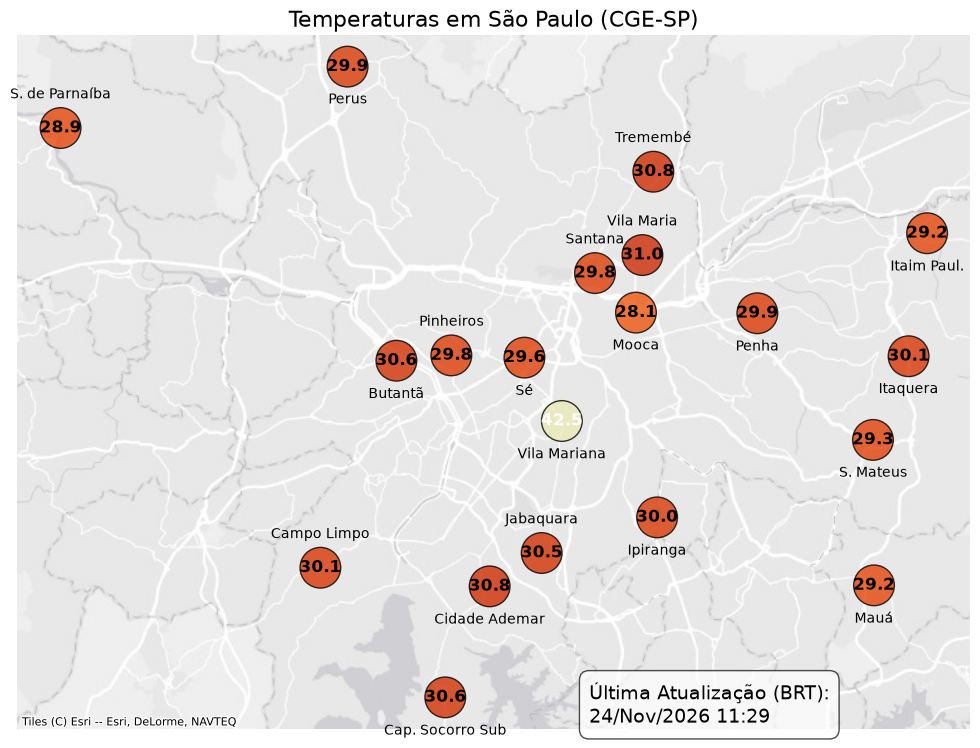 Temperaturas em São Paulo (CGE-SP)
29.9
Perus
S. de Parnaíba
28.9
Tremembé
30.8
Vila Maria
31.0
Santana
29.8
29.2
Itaim Paul.
28.1
Mooca
29.9
Penha
Pinheiros
29.8
30.6
Butantã
29.6
Sé
30.1
Itaquera
42.5
Vila Mariana
29.3
S. Mateus
30.0
Ipiranga
Jabaquara
30.5
Campo Limpo
30.1
30.8
Cidade Ademar
29.2
Mauá
30.6
Cap. Socorro Sub
Última Atualização (BRT):
24/Nov/2026 11:29
Tiles (C) Esri -- Esri, DeLorme, NAVTEQ